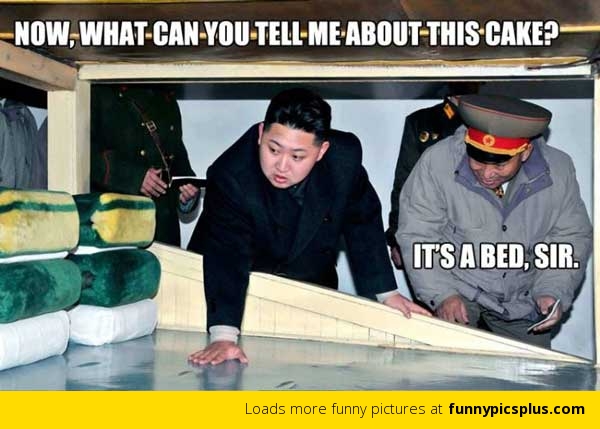 NOW, WHAT CAN YOU TELL ME ABOUT THIS CAKE?
IT'S A BED, SIR.
Loads more funny pictures at funnypicsplus.com